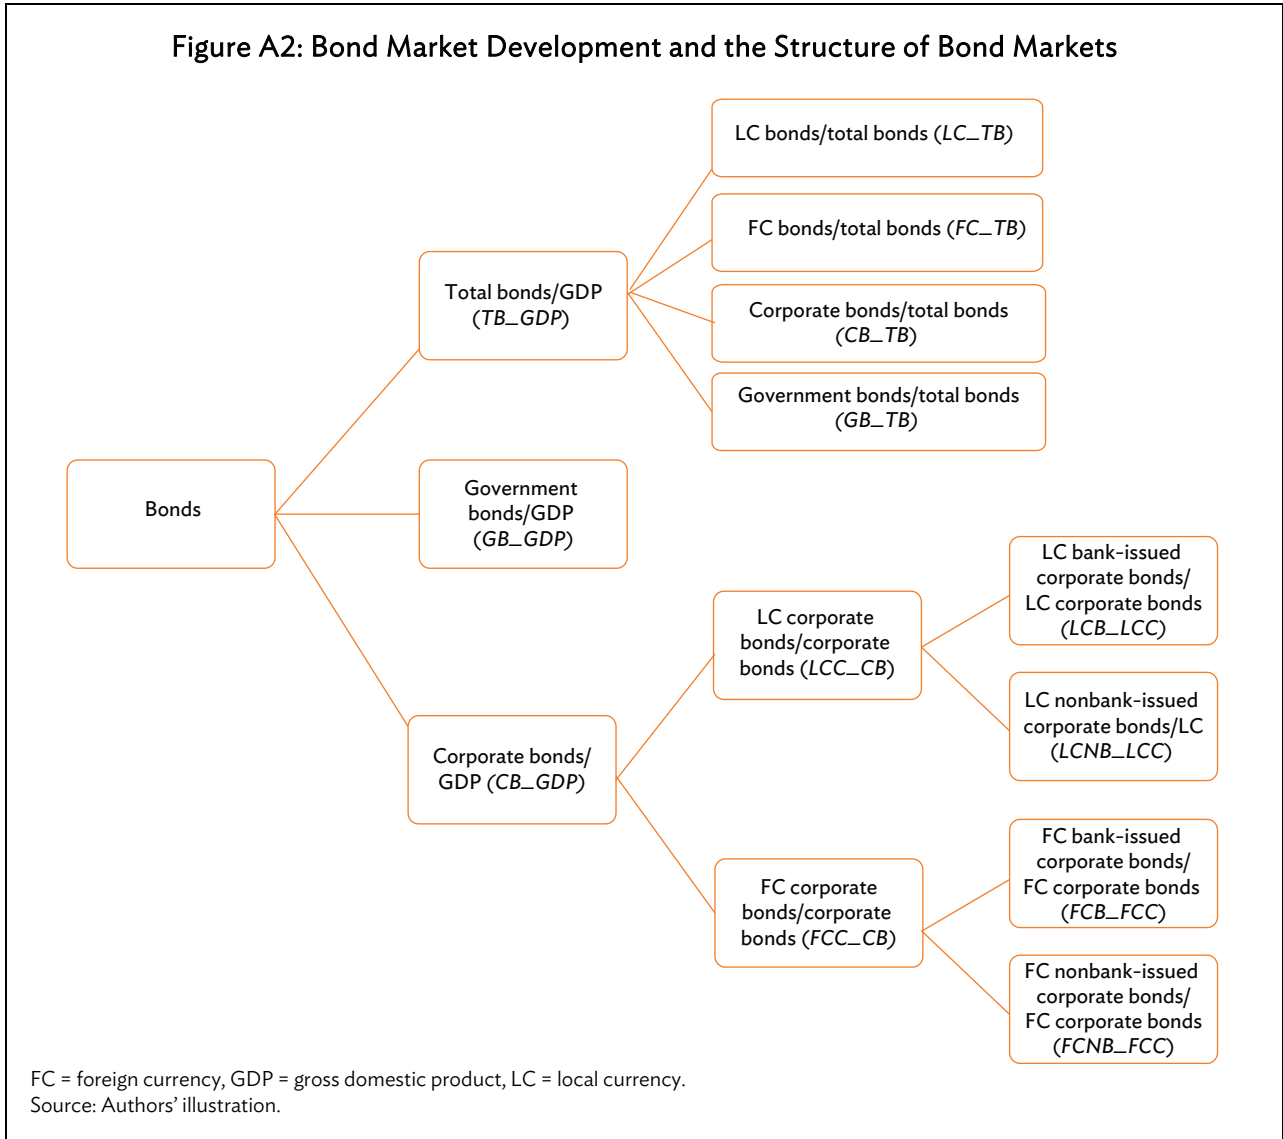 Figure A2: Bond Market Development and the Structure of Bond Markets
LC bonds/total bonds (LC_TB)
FC bonds/total bonds (FC_TB)
Total bonds/GDP
(TB_GDP)
Corporate bonds/total bonds
(CB_TB)
Government bonds/total bonds
(GB_TB)
Bonds
Government
bonds/GDP
(GB_GDP)
LC bank-issued
corporate bonds/
LC corporate bonds
(LCB_LCC)
LC corporate
bonds/corporate
bonds (LCC_CB)
LC nonbank-issued
corporate bonds/LC
(LCNB_LCC)
Corporate bonds/
GDP (CB_GDP)
FC bank-issued
corporate bonds/
FC corporate bonds
(FCB_FCC)
FC corporate
bonds/corporate
bonds (FCC_CB)
FC nonbank-issued
corporate bonds/
FC corporate bonds
(FCNB_FCC)
FC = foreign currency, GDP = gross domestic product, LC = local currency.
Source: Authors' illustration.